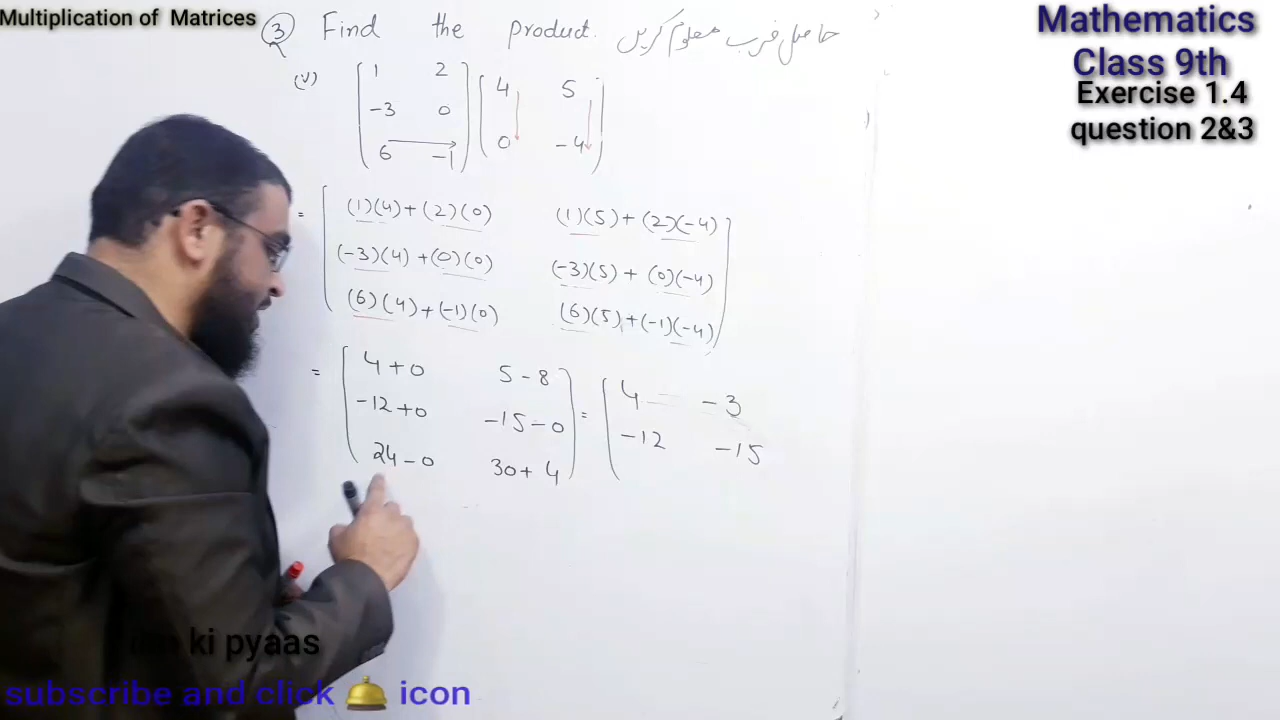 Multiplication of Matrices
Mathematics
Class 9th
Exercise 1.4
question 2&3
③ Find the product. حاصل ضرب معلوم کریں
(v) [1 2
-3 0
6 -1] [4 5
0 -4]
= [(1)(4)+(2)(0) (1)(5)+(2)(-4)
(-3)(4)+(0)(0) (-3)(5)+(0)(-4)
(6)(4)+(-1)(0) (6)(5)+(-1)(-4)]
= [4+0 5-8
-12+0 -15-0
24-0 30+4] = [4 -3
-12 -15
ki pyaas
subscribe and click icon